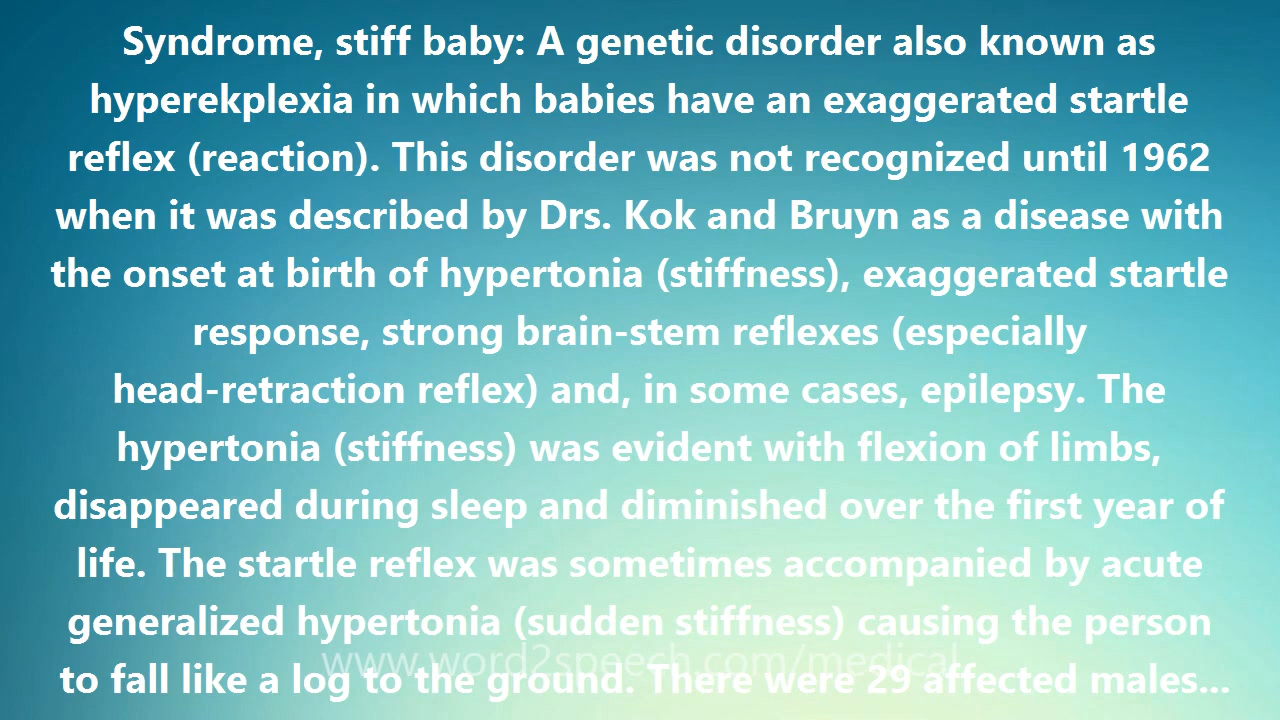 Syndrome, stiff baby: A genetic disorder also known as
hyperekplexia in which babies have an exaggerated startle
reflex (reaction). This disorder was not recognized until 1962
when it was described by Drs. Kok and Bruyn as a disease with
the onset at birth of hypertonia (stiffness), exaggerated startle
response, strong brain-stem reflexes (especially
head-retraction reflex) and, in some cases, epilepsy. The
hypertonia (stiffness) was evident with flexion of limbs,
disappeared during sleep and diminished over the first year of
life. The startle reflex was sometimes accompanied by acute
generalized hypertonia (sudden stiffness) causing the person
www.word2speech.com/medical
to fall like a log to the ground. There were 29 affected males...